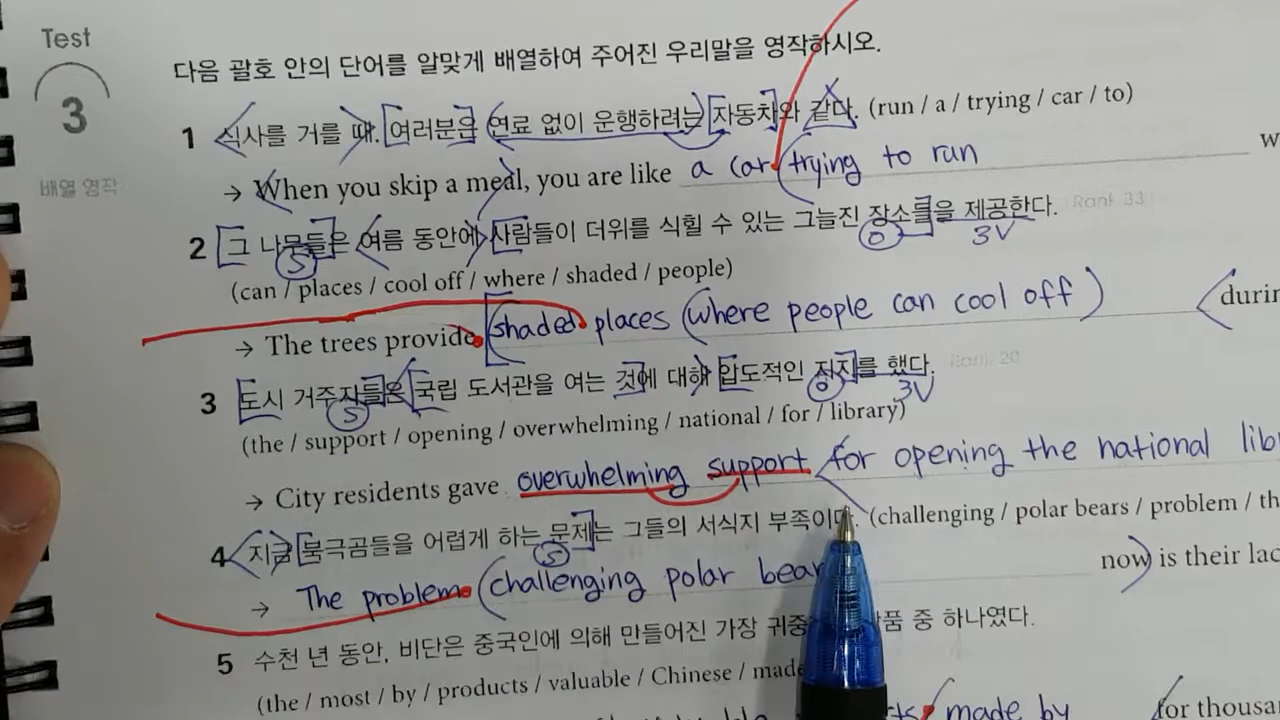 Test
3
배열 영작
다음 괄호 안의 단어를 알맞게 배열하여 주어진 우리말을 영작하시오.
1 식사를 거를 때, 여러분은 연료 없이 운행하려는 자동차와 같다. (run / a / trying / car / to)
→ When you skip a meal, you are like a car trying to run
2 그 나무들은 여름 동안에 사람들이 더위를 식힐 수 있는 그늘진 장소들을 제공한다. Rank 33
S O 3V
(can / places / cool off / where / shaded / people)
→ The trees provide shaded places (where people can cool off)
3 도시 거주자들은 국립 도서관을 여는 것에 대해 압도적인 지지를 했다. Rank 20
S O 3V
(the / support / opening / overwhelming / national / for / library)
→ City residents gave overwhelming support for opening the national
4 지금 북극곰들을 어렵게 하는 문제는 그들의 서식지 부족이다. (challenging / polar bears / problem /
S
→ The problem (challenging polar now is their
5 수천 년 동안, 비단은 중국인에 의해 만들어진 가장 중 하나였다.
(the / most / by / products / valuable / Chinese /
made by for